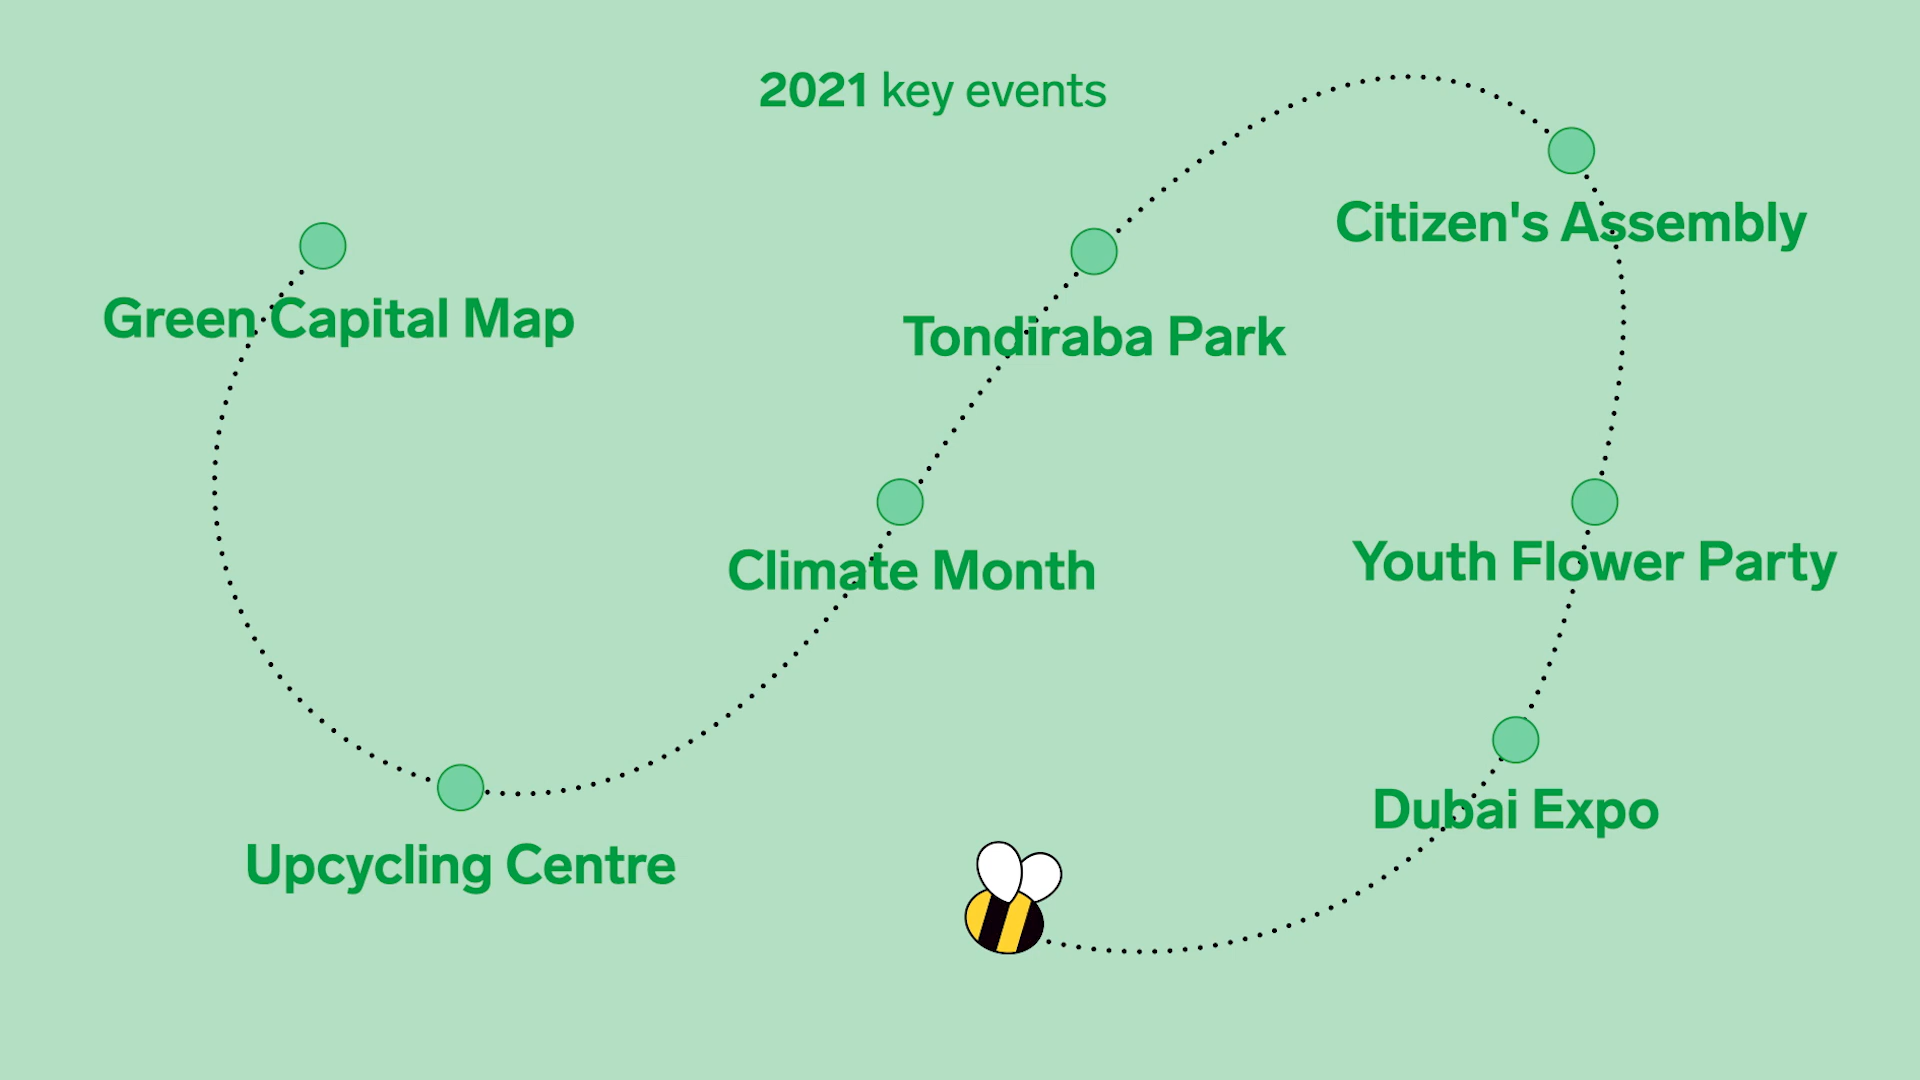 2021 key events
Green Capital Map
Upcycling Centre
Climate Month
Tondiraba Park
Citizen's Assembly
Youth Flower Party
Dubai Expo